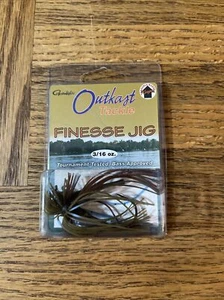 Gamakatsu
Outkast
Tackle
FINESSE JIG
3/16 oz.
Tournament Tested, Bass Approved